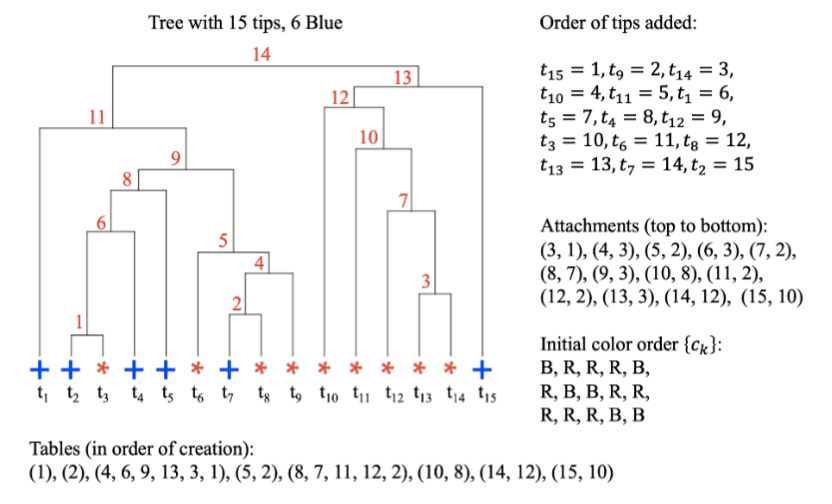 Tree with 15 tips, 6 Blue
14
13
12
11
10
9
8
7
6
5
4
3
2
1
+ + * + + * + * * * * * * * +
t₁ t₂ t₃ t₄ t₅ t₆ t₇ t₈ t₉ t₁₀ t₁₁ t₁₂ t₁₃ t₁₄ t₁₅
Order of tips added:
t₁₅ = 1, t₉ = 2, t₁₄ = 3,
t₁₀ = 4, t₁₁ = 5, t₁ = 6,
t₅ = 7, t₄ = 8, t₁₂ = 9,
t₃ = 10, t₆ = 11, t₈ = 12,
t₁₃ = 13, t₇ = 14, t₂ = 15
Attachments (top to bottom):
(3, 1), (4, 3), (5, 2), (6, 3), (7, 2),
(8, 7), (9, 3), (10, 8), (11, 2),
(12, 2), (13, 3), (14, 12), (15, 10)
Initial color order {cₖ}:
B, R, R, R, B,
R, B, B, R, R,
R, R, R, B, B
Tables (in order of creation):
(1), (2), (4, 6, 9, 13, 3, 1), (5, 2), (8, 7, 11, 12, 2), (10, 8), (14, 12), (15, 10)